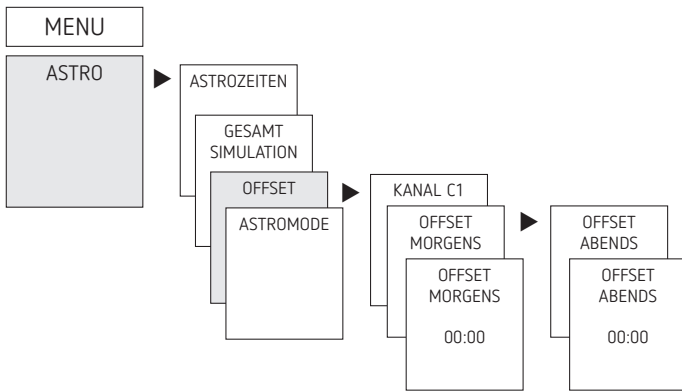 MENU
ASTRO
ASTROZEITEN
GESAMT
SIMULATION
OFFSET
ASTROMODE
KANAL C1
OFFSET
MORGENS
OFFSET
MORGENS
00:00
OFFSET
ABENDS
OFFSET
ABENDS
00:00